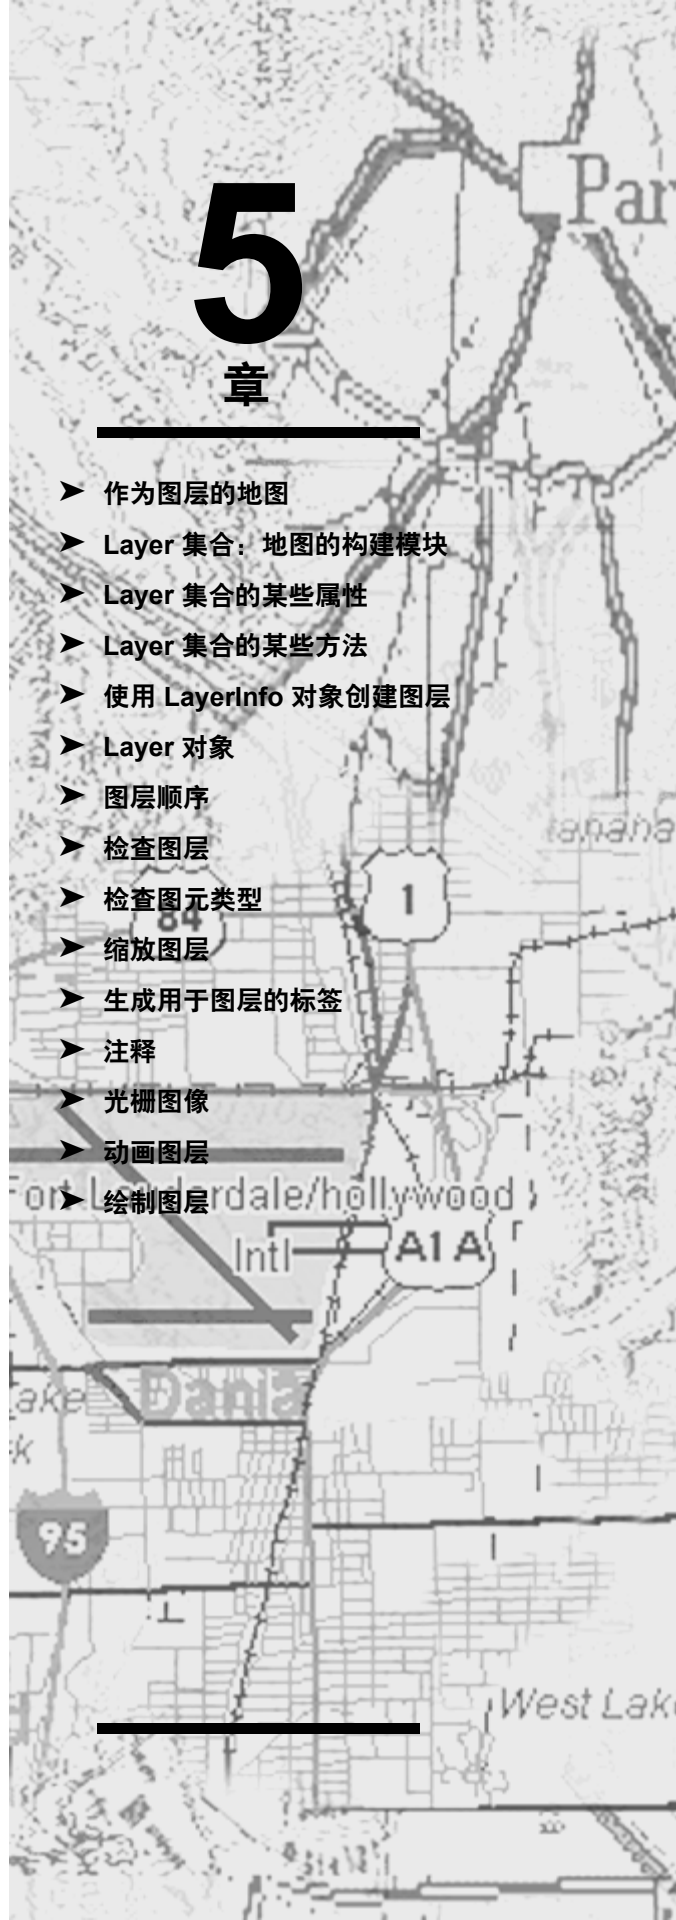 Par
5
章
➤ 作为图层的地图
➤ Layer 集合：地图的构建模块
➤ Layer 集合的某些属性
➤ Layer 集合的某些方法
➤ 使用 LayerInfo 对象创建图层
➤ Layer 对象
➤ 图层顺序
➤ 检查图层
➤ 检查图元类型
➤ 缩放图层
➤ 生成用于图层的标签
➤ 注释
➤ 光栅图像
➤ 动画图层
➤ 绘制图层
1
84
Fort Lauderdale/hollywood
Intl
A1A
Dania
95
West Lake